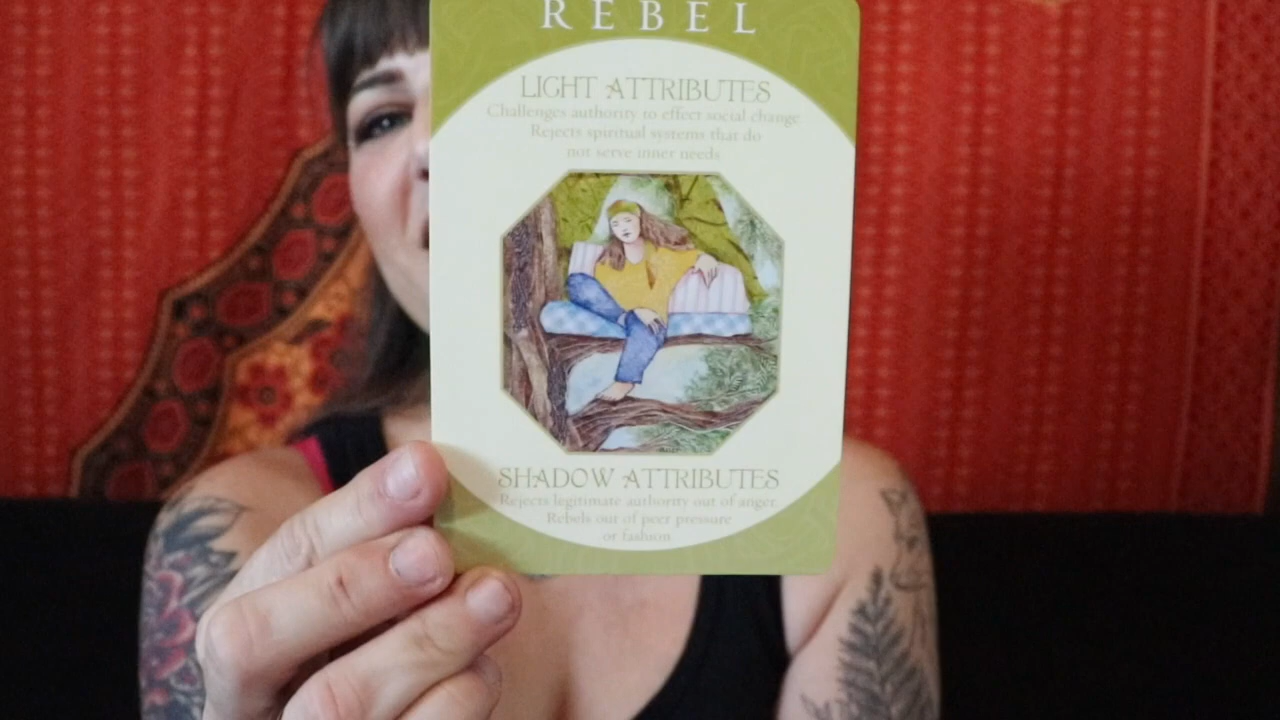 REBEL
LIGHT ATTRIBUTES
Challenges authority to effect social change
Rejects spiritual systems that do
not serve inner needs
SHADOW ATTRIBUTES
Rejects legitimate authority out of anger
Rebels out of peer pressure
or fashion